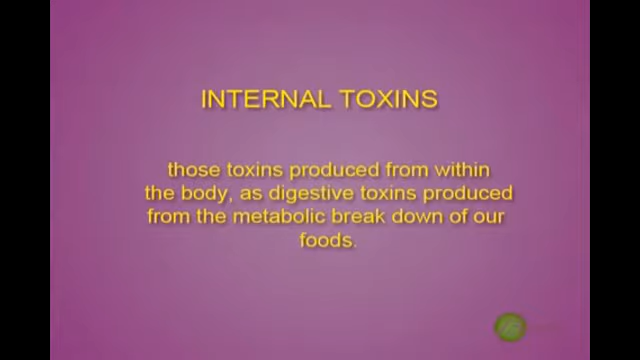 INTERNAL TOXINS
those toxins produced from within
the body, as digestive toxins produced
from the metabolic break down of our
foods.